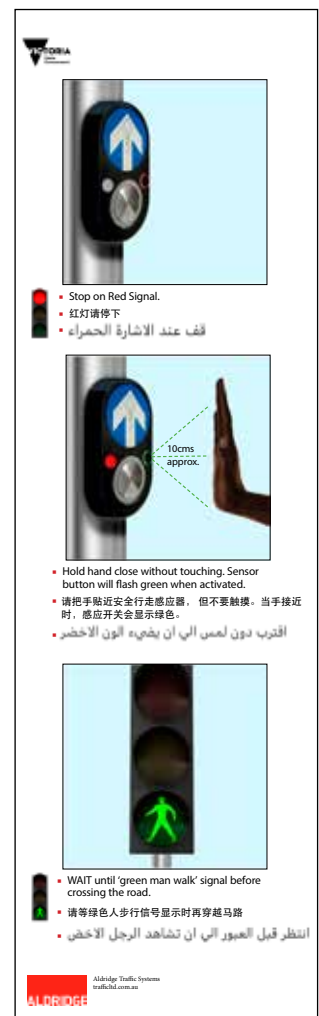 VICTORIA
Stop on Red Signal.
红灯请停下
قف عند الاشارة الحمراء
10cms
approx.
Hold hand close without touching. Sensor
button will flash green when activated.
请把手贴近安全行走感应器， 但不要触摸。当手接近
时，感应开关会显示绿色。
اقترب دون لمس الي ان يضيء الون الاخضر
WAIT until ‘green man walk’ signal before
crossing the road.
请等绿色人步行信号显示时再穿越马路
انتظر قبل العبور الي ان تشاهد الرجل الاخض
ALDRIDGE
Aldridge Traffic Systems
trafficltd.com.au